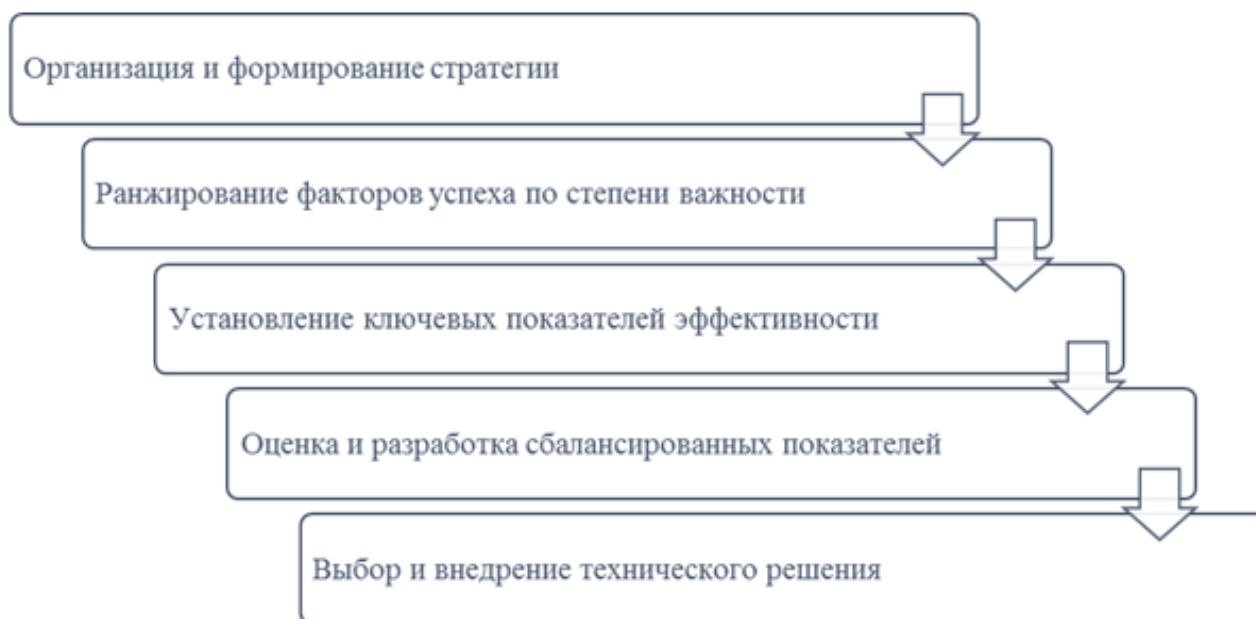 Организация и формирование стратегии
Ранжирование факторов успеха по степени важности
Установление ключевых показателей эффективности
Оценка и разработка сбалансированных показателей
Выбор и внедрение технического решения